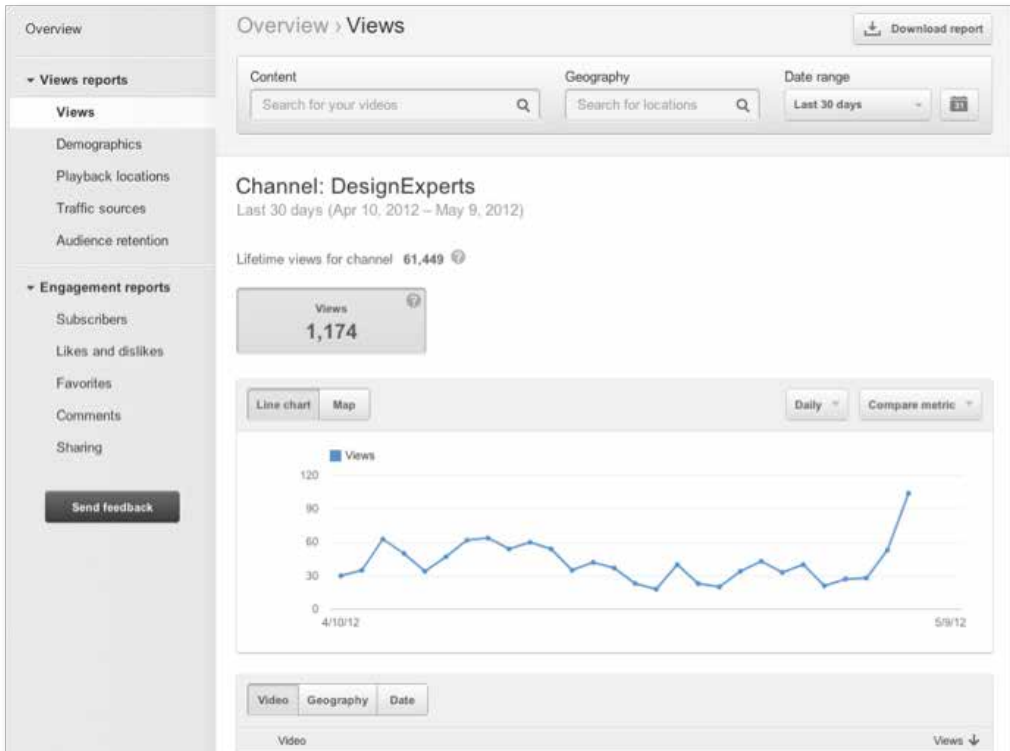 Overview
Views reports
Views
Demographics
Playback locations
Traffic sources
Audience retention
Engagement reports
Subscribers
Likes and dislikes
Favorites
Comments
Sharing
Send feedback
Overview › Views
Download report
Content
Geography
Date range
Search for your videos
Search for locations
Last 30 days
31
Channel: DesignExperts
Last 30 days (Apr 10, 2012 – May 9, 2012)
Lifetime views for channel 61,449 ?
Views ?
1,174
Line chart Map
Daily
Compare metric
Views
120
90
60
30
0
4/10/12
5/9/12
Video Geography Date
Video
Views